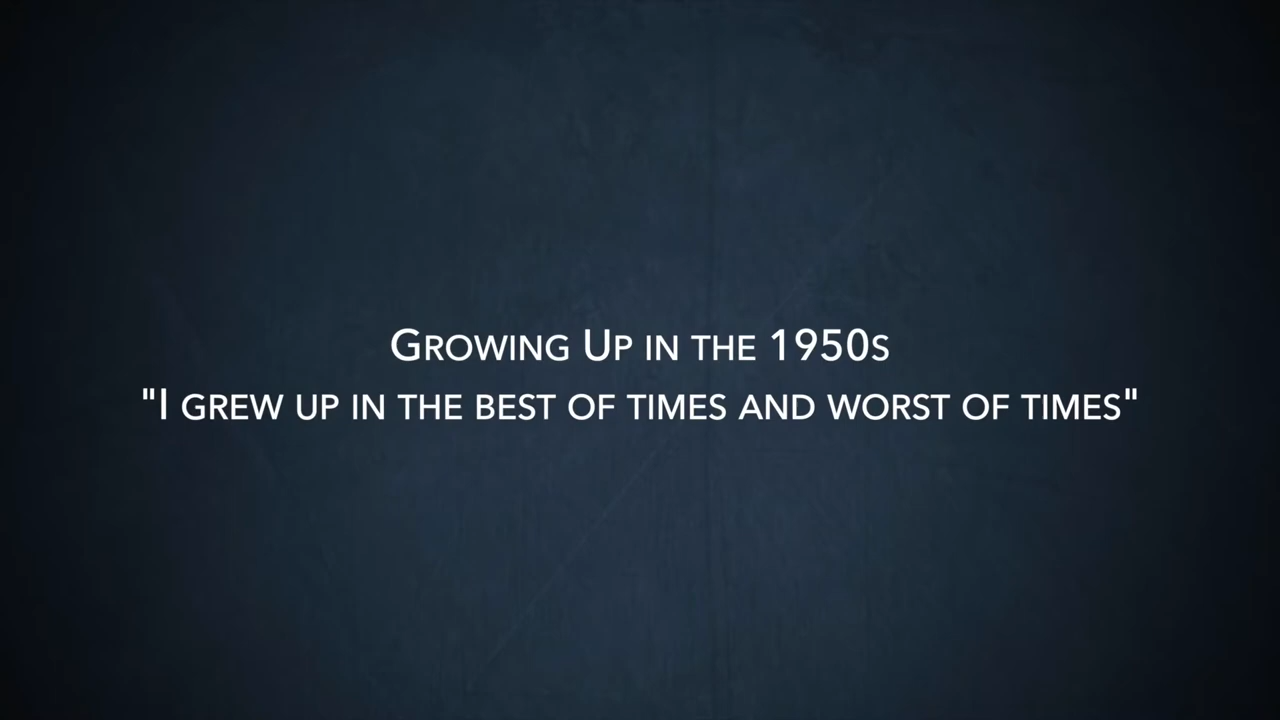 Growing Up in the 1950s
"I grew up in the best of times and worst of times"